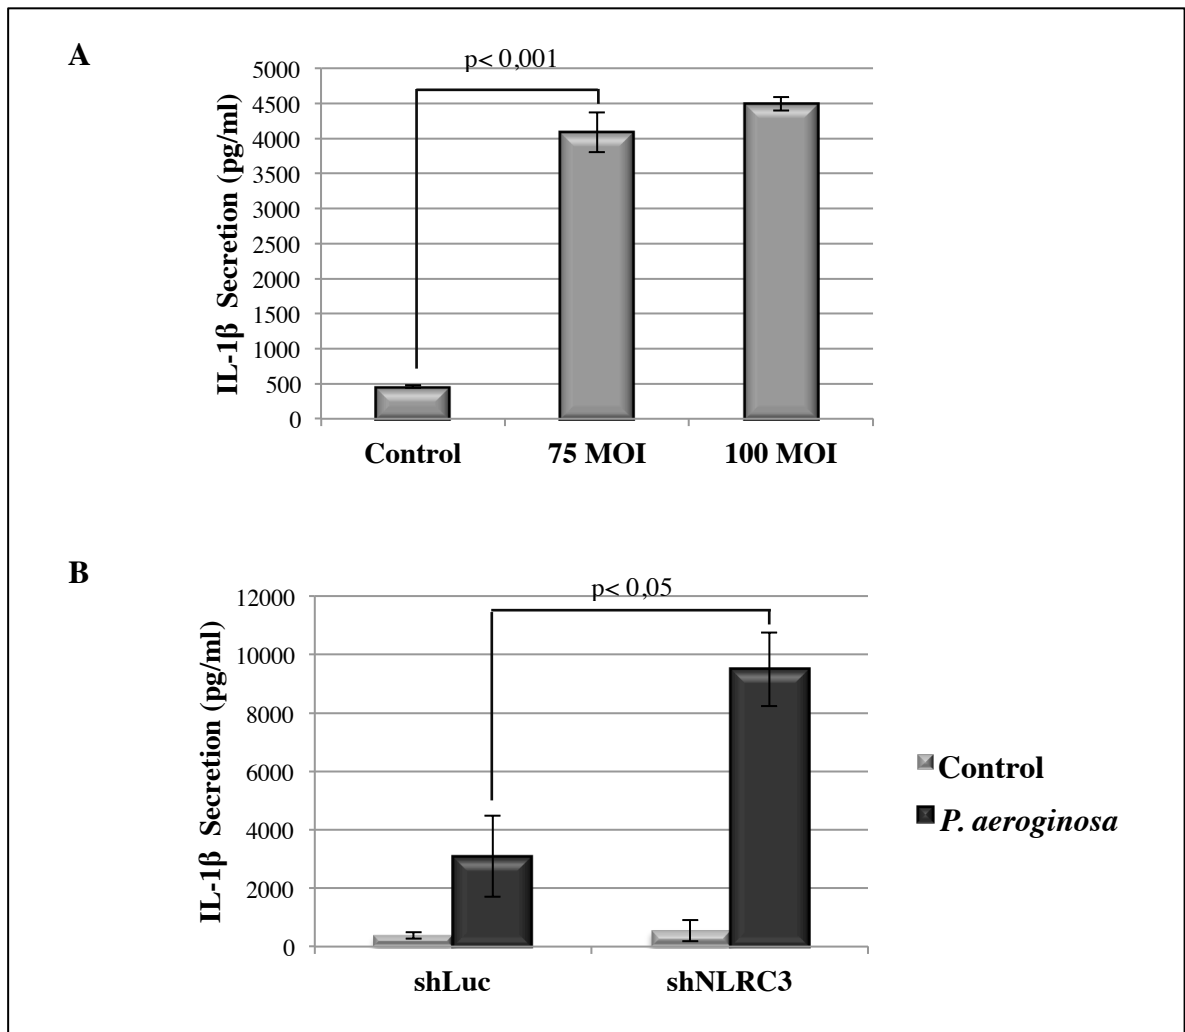 A
p< 0,001
IL-1β Secretion (pg/ml)
5000
4500
4000
3500
3000
2500
2000
1500
1000
500
0
Control 75 MOI 100 MOI
B
p< 0,05
IL-1β Secretion (pg/ml)
12000
10000
8000
6000
4000
2000
0
shLuc shNLRC3
Control
P. aeroginosa